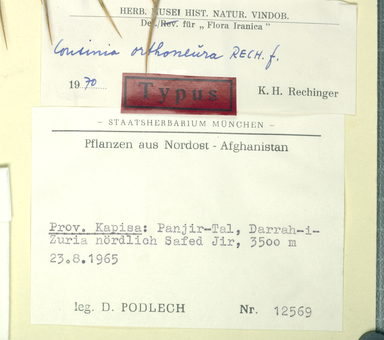 HERB. MUSEI HIST. NATUR. VINDOB.
Det./Rev. für „ Flora Iranica "
Cousinia orthoneura RECH. f.
1970
Typus
K. H. Rechinger
– STAATSHERBARIUM MÜNCHEN –
Pflanzen aus Nordost - Afghanistan
Prov. Kapisa: Panjir-Tal, Darrah-i-
Zuria nördlich Safed Jir, 3500 m
23.8.1965
leg. D. PODLECH Nr. 12569